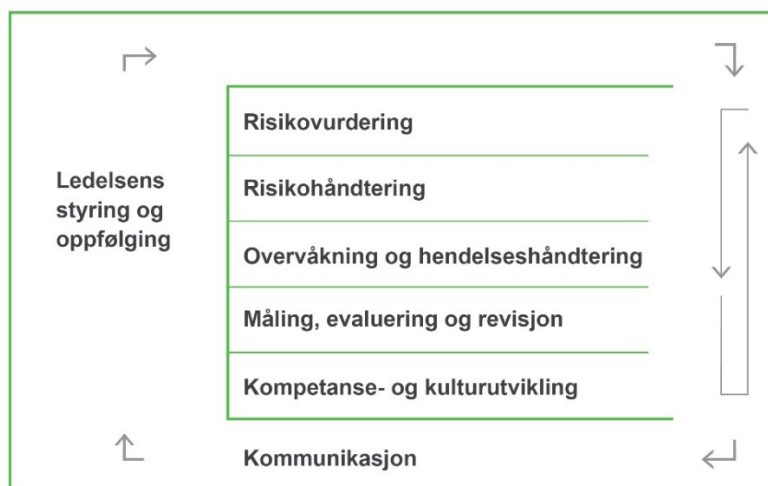 Risikovurdering
Ledelsens
styring og
oppfølging
Risikohåndtering
Overvåkning og hendelseshåndtering
Måling, evaluering og revisjon
Kompetanse- og kulturutvikling
Kommunikasjon